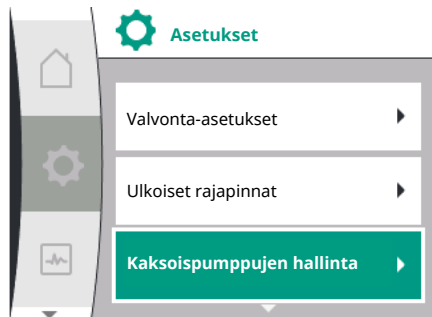 Asetukset
Valvonta-asetukset
Ulkoiset rajapinnat
Kaksoispumppujen hallinta